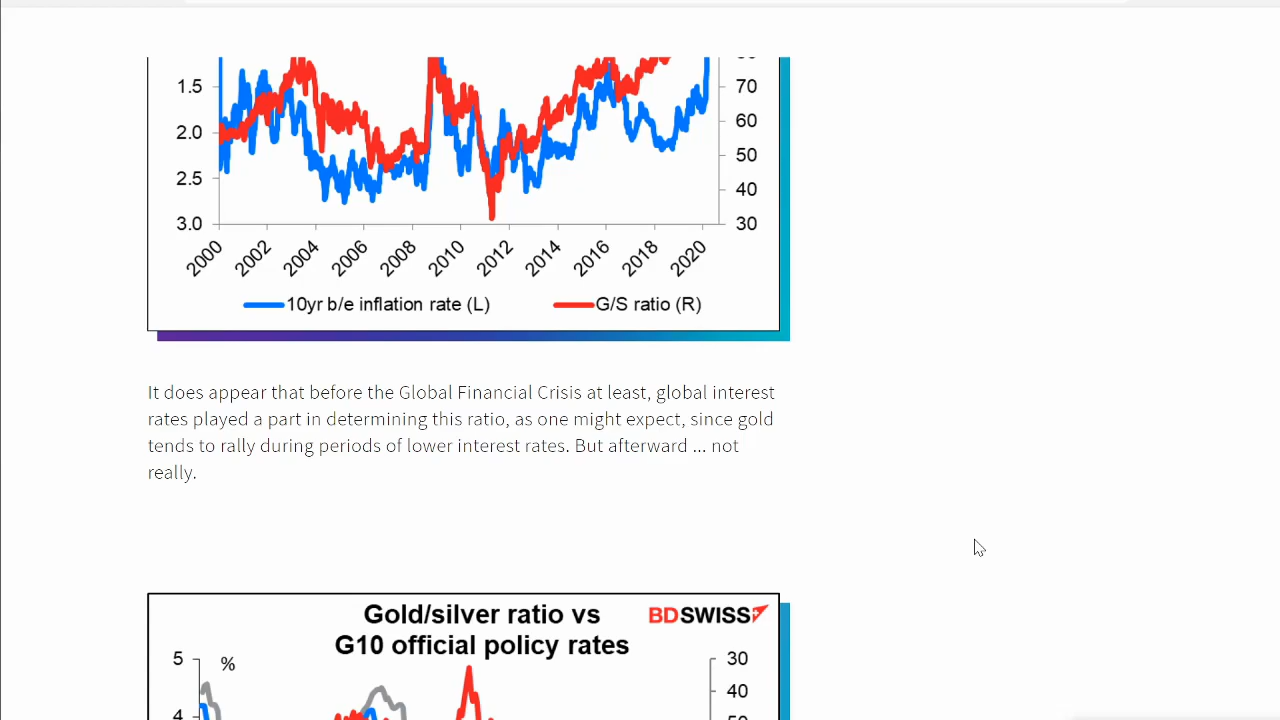 1.5
2.0
2.5
3.0
70
60
50
40
30
2000 2002 2004 2006 2008 2010 2012 2014 2016 2018 2020
10yr b/e inflation rate (L) G/S ratio (R)
It does appear that before the Global Financial Crisis at least, global interest
rates played a part in determining this ratio, as one might expect, since gold
tends to rally during periods of lower interest rates. But afterward ... not
really.
Gold/silver ratio vs
G10 official policy rates
BDSWISS
5 % 30
40
4